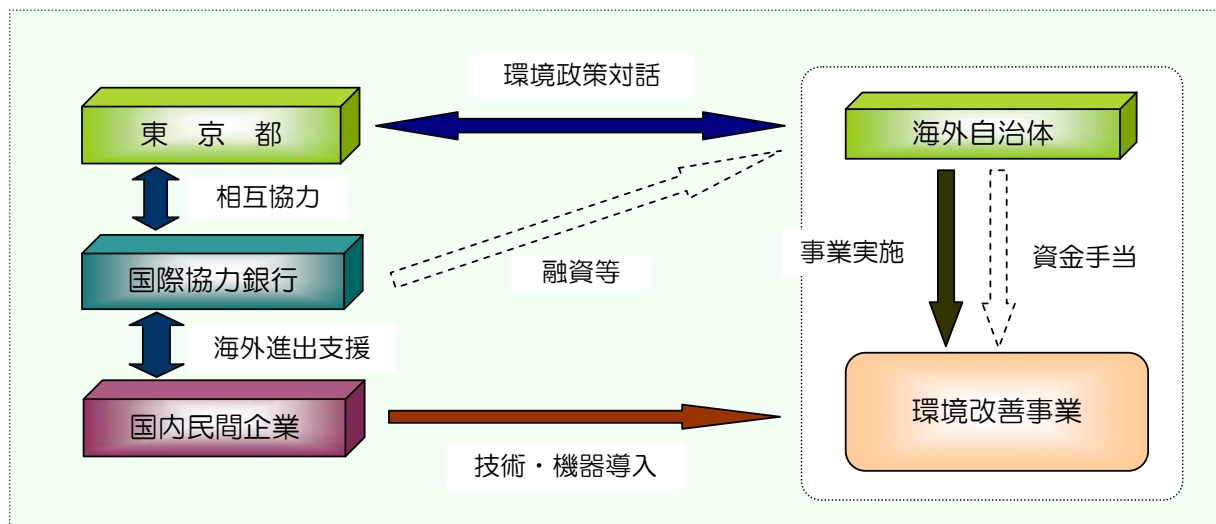 環境政策対話
東　京　都
海外自治体
相互協力
国際協力銀行
融資等
事業実施
資金手当
海外進出支援
国内民間企業
環境改善事業
技術・機器導入